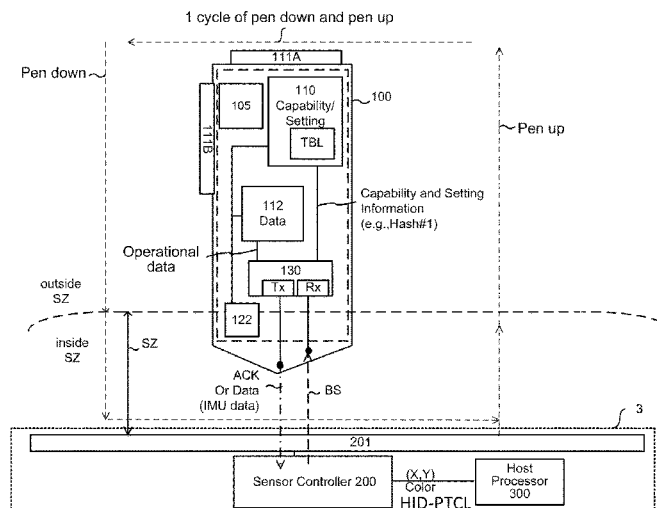 1 cycle of pen down and pen up
Pen down
111A
100
105
110
Capability/
Setting
TBL
111B
Pen up
112
Data
Capability and Setting
Information
(e.g.,Hash#1)
Operational
data
130
Tx
Rx
outside
SZ
122
inside
SZ
SZ
ACK
Or Data
(IMU data)
BS
3
201
Sensor Controller 200
(X,Y)
Color
HID-PTCL
Host
Processor
300